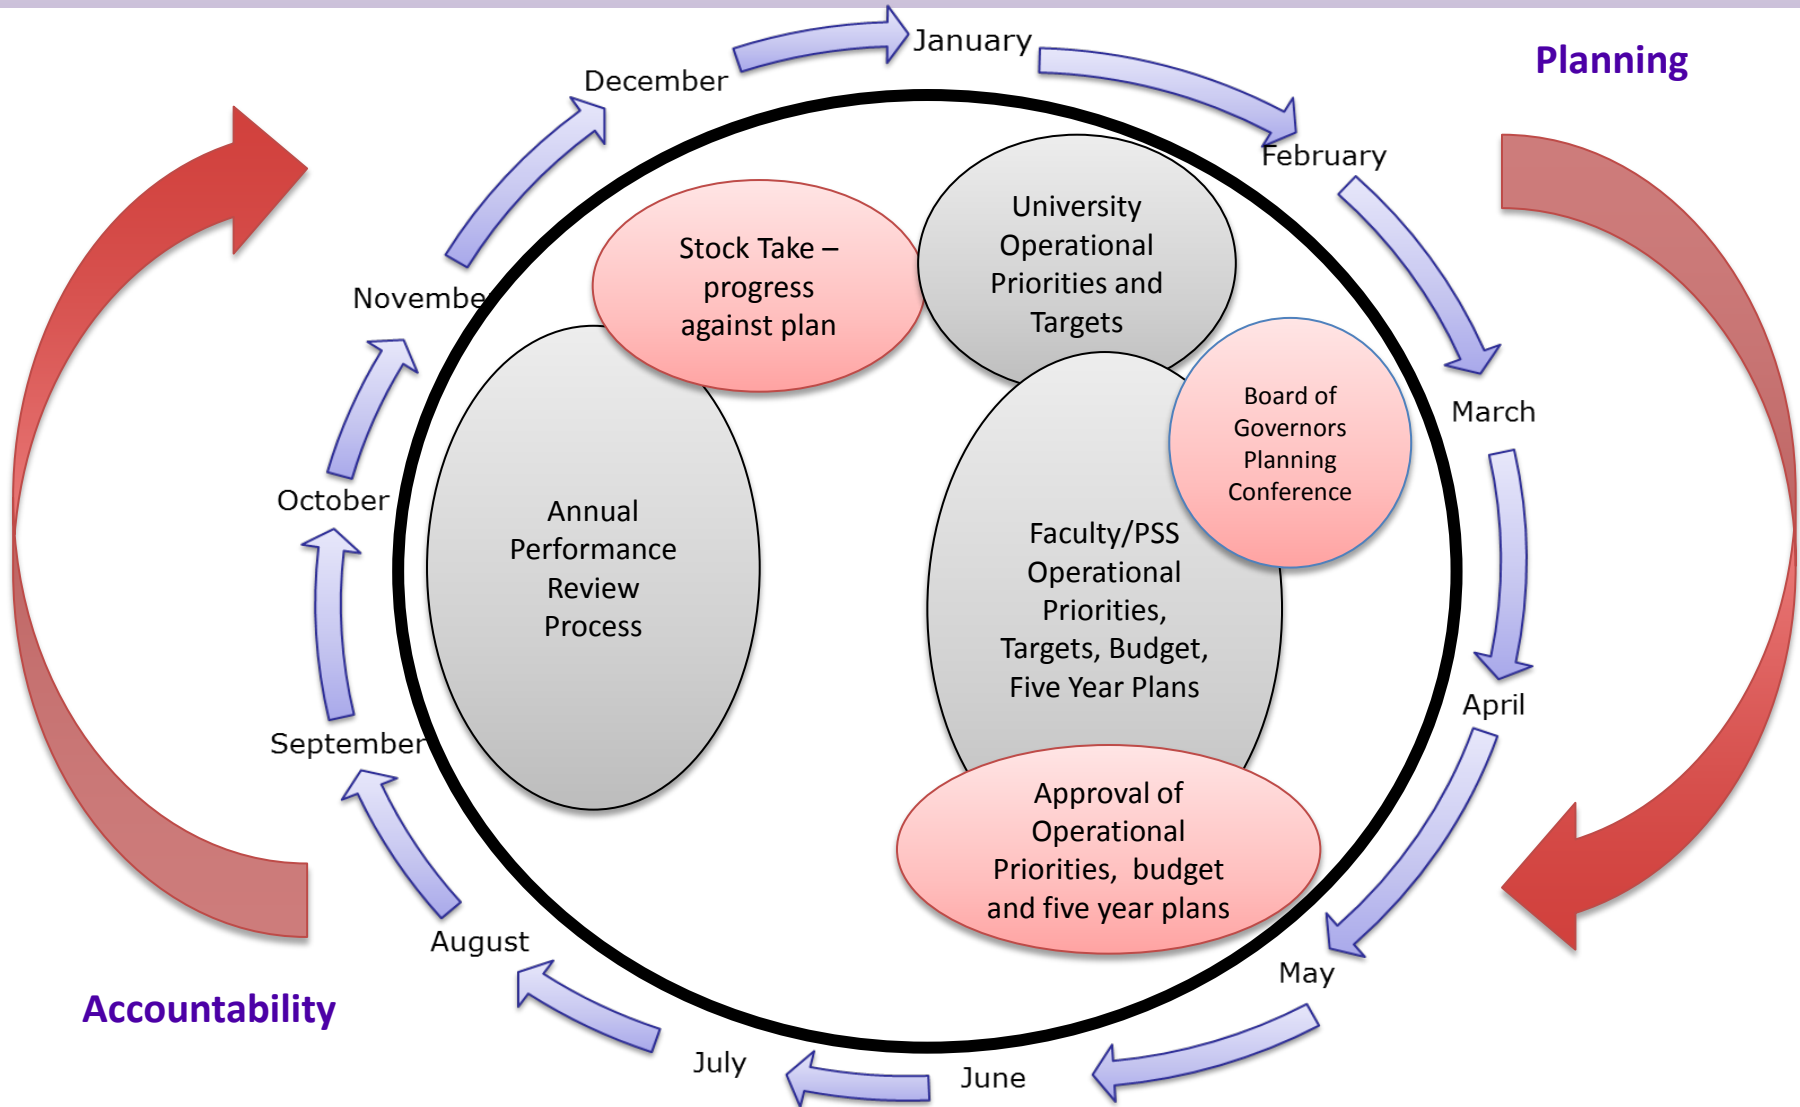 January
Planning
December
February
University
Operational
Priorities and
Targets
Stock Take –
progress
against plan
November
March
Board of
Governors
Planning
Conference
October
Annual
Performance
Review
Process
Faculty/PSS
Operational
Priorities,
Targets, Budget,
Five Year Plans
April
September
Approval of
Operational
Priorities, budget
and five year plans
August
May
Accountability
July
June